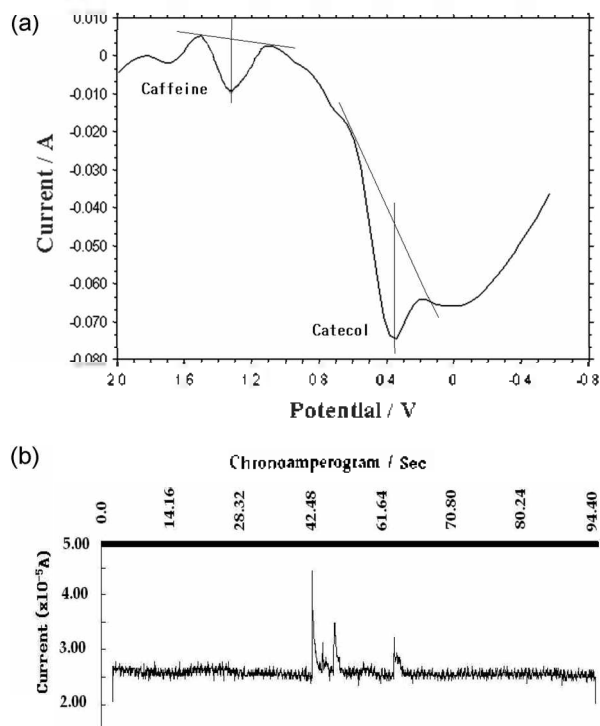 (a)
0.010
0
-0.010
-0.020
-0.030
-0.040
-0.050
-0.060
-0.070
-0.080
Current / A
Caffeine
Catecol
2.0 1.6 1.2 0.8 0.4 0 -0.4 -0.8
Potential / V
(b)
Chronoamperogram / Sec
0.0 14.16 28.32 42.48 61.64 70.80 80.24 94.40
5.00
4.00
3.00
2.00
Current (x10⁻⁵A)